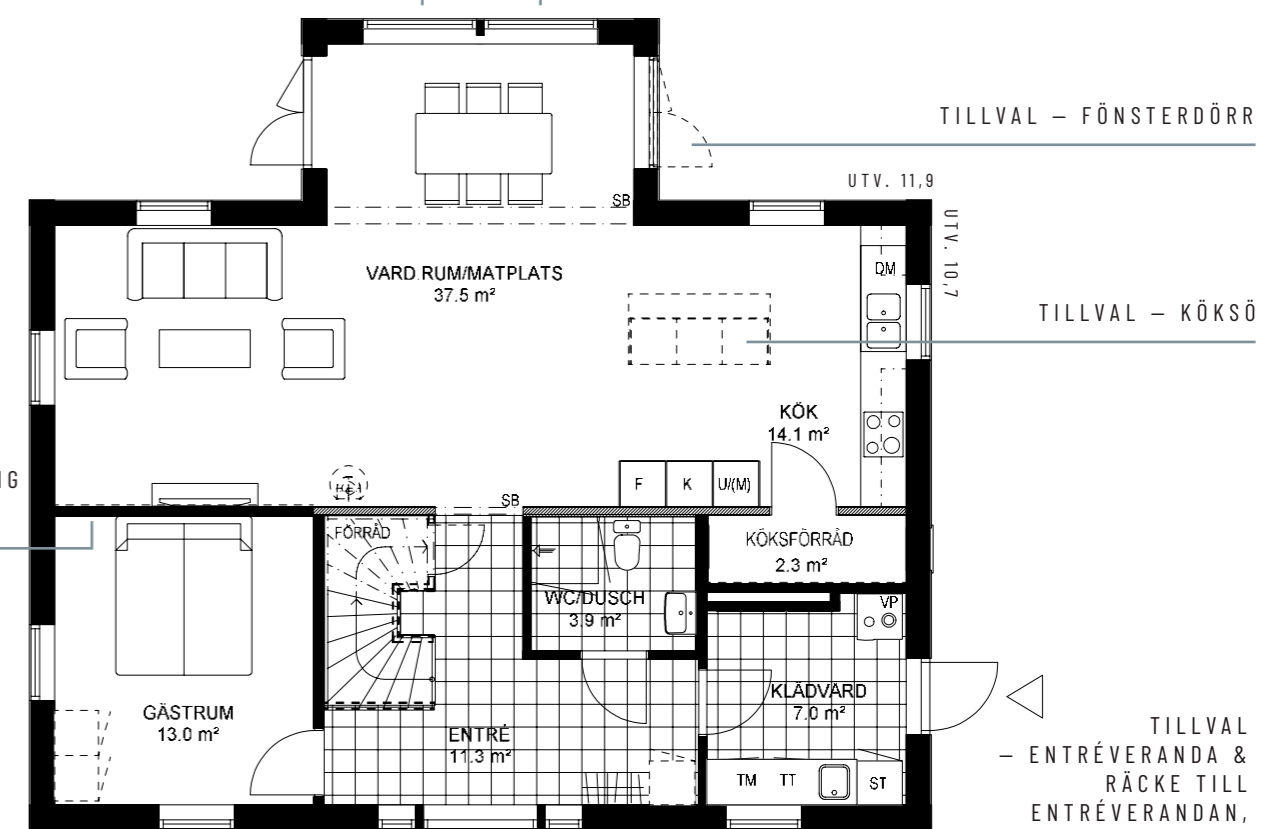 TILLVAL – FÖNSTERDÖRR
UTV. 11,9
UTV. 10,7
SB
VARD.RUM/MATPLATS
37.5 m²
DM
TILLVAL – KÖKSÖ
KÖK
14.1 m²
F K U/(M)
SB
FÖRRÅD
KÖKSFÖRRÅD
2.3 m²
WC/DUSCH
3.9 m²
VP
GÄSTRUM
13.0 m²
ENTRÉ
11.3 m²
KLÄDVÅRD
7.0 m²
TM TT ST
TILLVAL
– ENTRÉVERANDA &
RÄCKE TILL
ENTRÉVERANDAN,